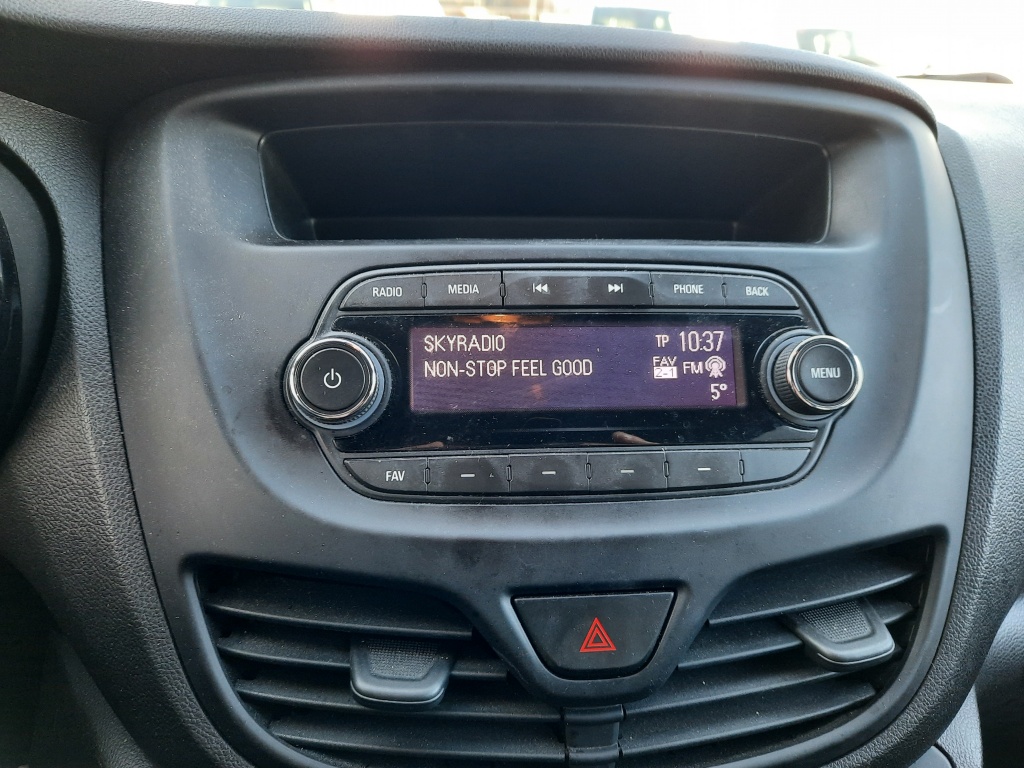 RADIO MEDIA PHONE BACK
SKYRADIO TP 10:37
NON-STOP FEEL GOOD FAV FM
2-1
5°
MENU
FAV